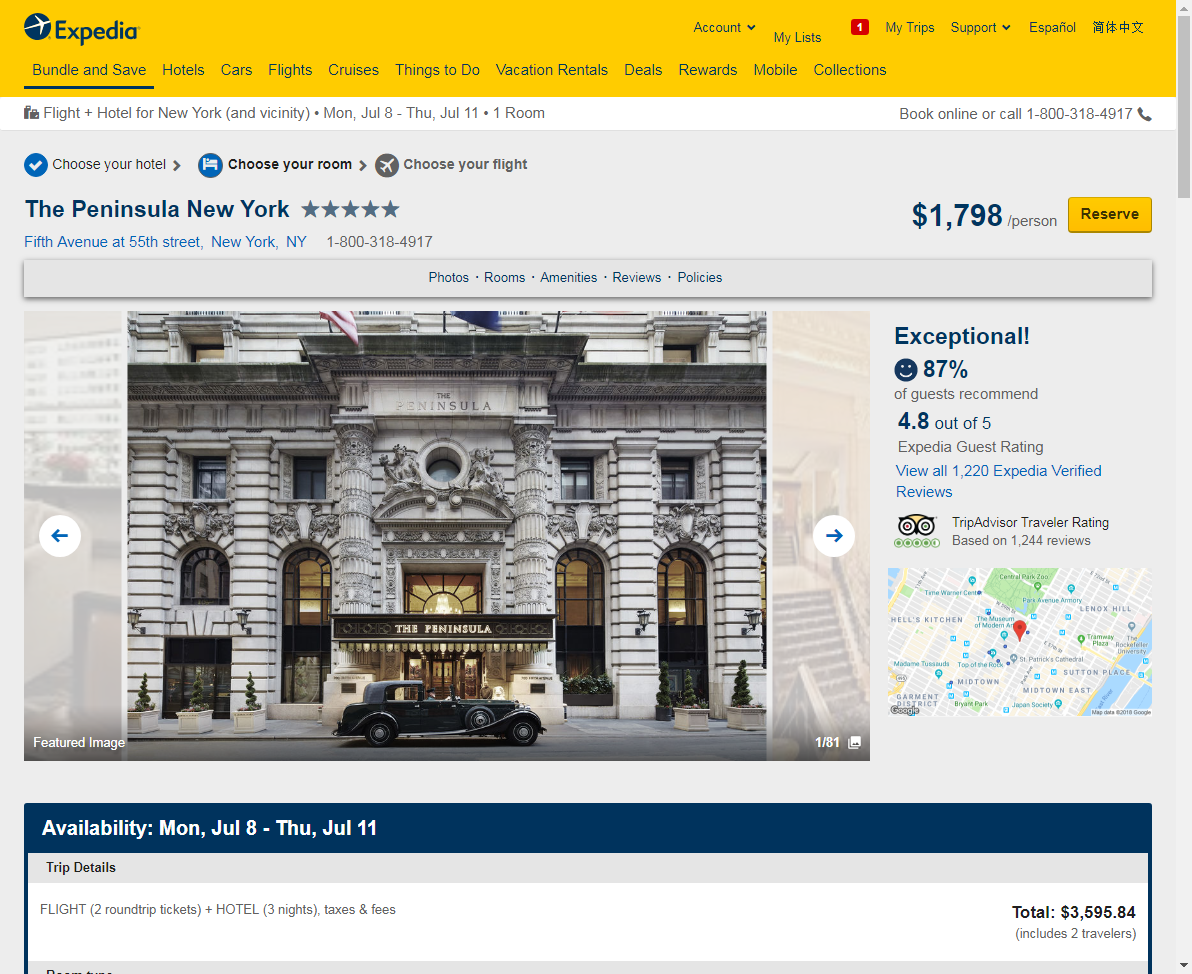 Expedia
Account
My Lists
1
My Trips
Support
Español
简体中文
Bundle and Save
Hotels
Cars
Flights
Cruises
Things to Do
Vacation Rentals
Deals
Rewards
Mobile
Collections
Flight + Hotel for New York (and vicinity) • Mon, Jul 8 - Thu, Jul 11 • 1 Room
Book online or call 1-800-318-4917
Choose your hotel
Choose your room
Choose your flight
The Peninsula New York
$1,798 /person
Reserve
Fifth Avenue at 55th street, New York, NY 1-800-318-4917
Photos · Rooms · Amenities · Reviews · Policies
THE
PENINSULA
THE PENINSULA
Featured Image
1/81
Exceptional!
87%
of guests recommend
4.8 out of 5
Expedia Guest Rating
View all 1,220 Expedia Verified
Reviews
TripAdvisor Traveler Rating
Based on 1,244 reviews
Central Park Zoo
Time Warner Cent
Park Avenue Armory
LENOX HILL
HELL'S KITCHEN
The Museum
of Modern Ar
Tramway
Plaza
Rockefeller
University
Madame Tussauds
Top of the Rock
St. Patrick's Cathedral
SUTTON PLACE
MIDTOWN
MIDTOWN EAST
GARMENT
DISTRICT
Bryant Park
Japan Society
Google
Map data ©2018 Google
Availability: Mon, Jul 8 - Thu, Jul 11
Trip Details
FLIGHT (2 roundtrip tickets) + HOTEL (3 nights), taxes & fees
Total: $3,595.84
(includes 2 travelers)
Room type